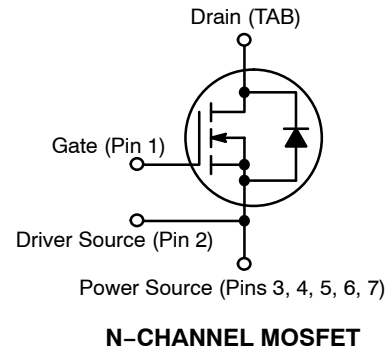 Drain (TAB)
Gate (Pin 1)
Driver Source (Pin 2)
Power Source (Pins 3, 4, 5, 6, 7)
N−CHANNEL MOSFET